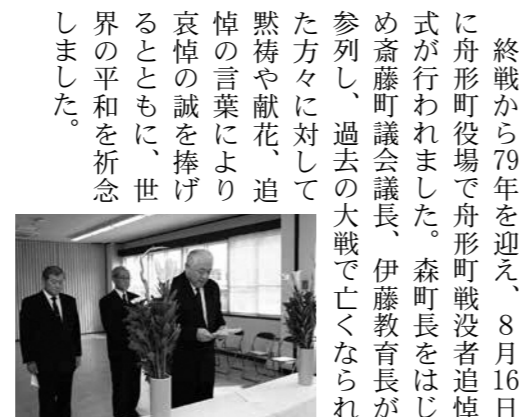 終戦から79年を迎え、8月16日
に舟形町役場で舟形町戦没者追悼
式が行われました。森町長をはじ
め斎藤町議会議長、伊藤教育長が
参列し、過去の大戦で亡くなられ
た方々に対して
黙祷や献花、追
悼の言葉により
哀悼の誠を捧げ
るとともに、世
界の平和を祈念
しました。